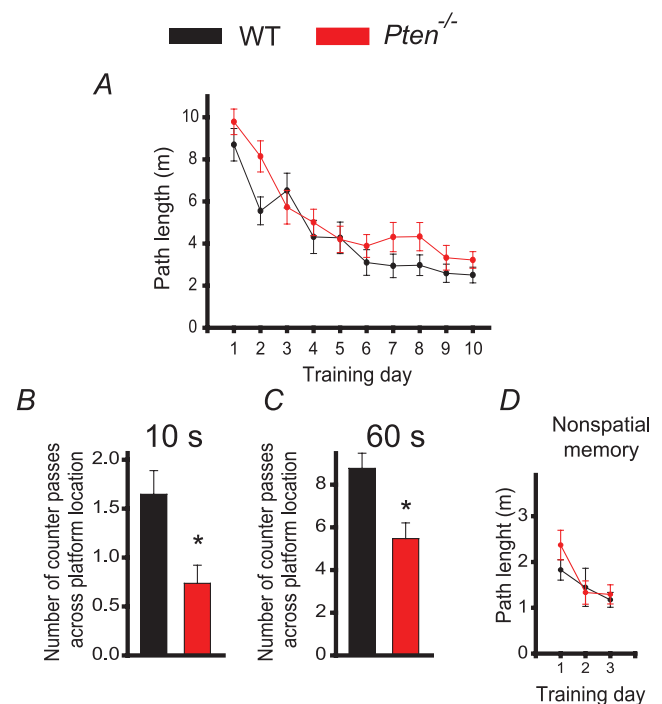 WT Pten-/-
A
Path length (m)
10
8
6
4
2
0
1 2 3 4 5 6 7 8 9 10
Training day
B
10 s
Number of counter passes
across platform location
2.0
1.5
1.0
0.5
0.0
*
C
60 s
Number of counter passes
across platform location
8
6
4
2
0
*
D
Nonspatial
memory
Path lenght (m)
3
2
1
0
1 2 3
Training day